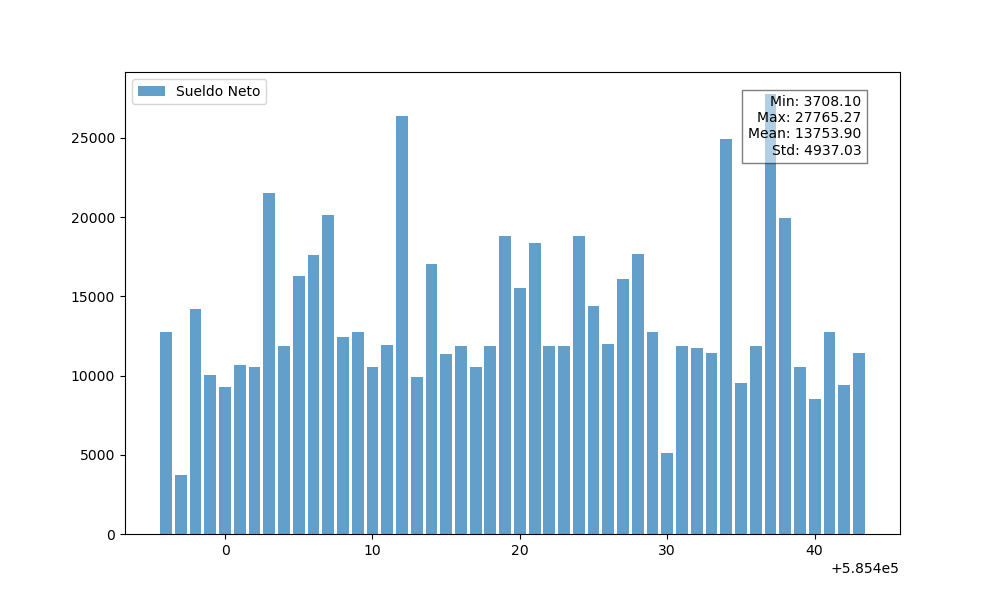 Sueldo Neto
Min: 3708.10
Max: 27765.27
Mean: 13753.90
Std: 4937.03
25000
20000
15000
10000
5000
0
0 10 20 30 40
+5.854e5